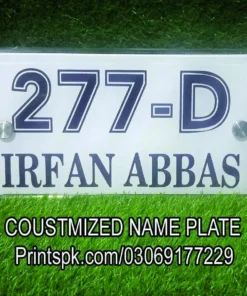 277-D
IRFAN ABBAS
COUSTMIZED NAME PLATE
Printspk.com/03069177229